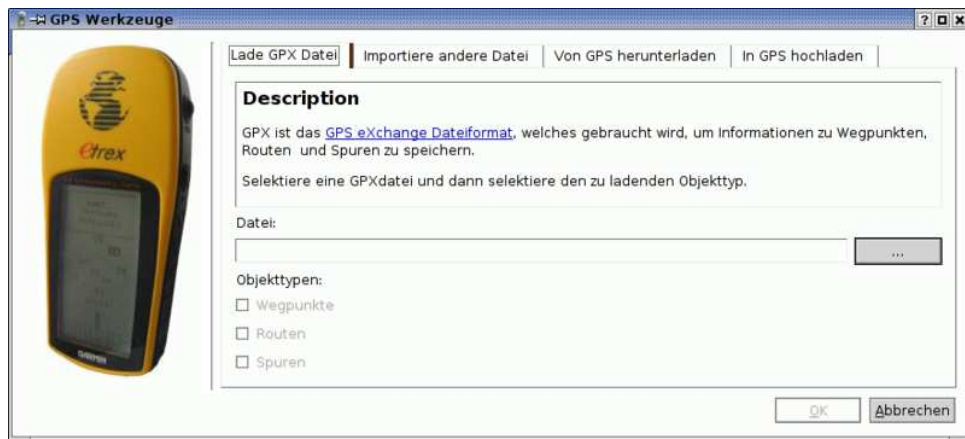 GPS Werkzeuge
Lade GPX Datei
Importiere andere Datei
Von GPS herunterladen
In GPS hochladen
etrex
GARMIN
Description
GPX ist das GPS eXchange Dateiformat, welches gebraucht wird, um Informationen zu Wegpunkten,
Routen und Spuren zu speichern.
Selektiere eine GPXdatei und dann selektiere den zu ladenden Objekttyp.
Datei:
...
Objekttypen:
Wegpunkte
Routen
Spuren
OK
Abbrechen